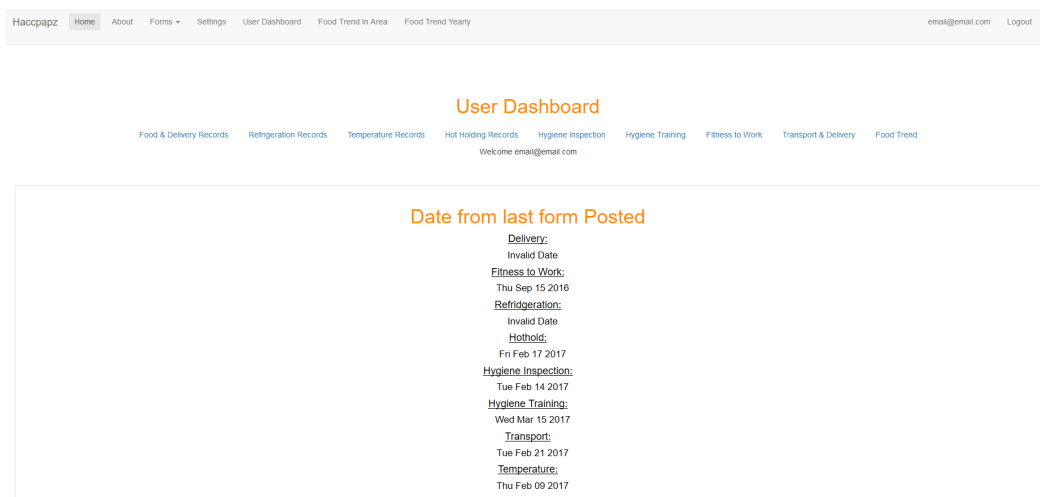 Haccpapz Home About Forms Settings User Dashboard Food Trend In Area Food Trend Yearly email@email.com Logout
User Dashboard
Food & Delivery Records Refrigeration Records Temperature Records Hot Holding Records Hygiene Inspection Hygiene Training Fitness to Work Transport & Delivery Food Trend
Welcome email@email.com
Date from last form Posted
Delivery:
Invalid Date
Fitness to Work:
Thu Sep 15 2016
Refridgeration:
Invalid Date
Hothold:
Fri Feb 17 2017
Hygiene Inspection:
Tue Feb 14 2017
Hygiene Training:
Wed Mar 15 2017
Transport:
Tue Feb 21 2017
Temperature:
Thu Feb 09 2017